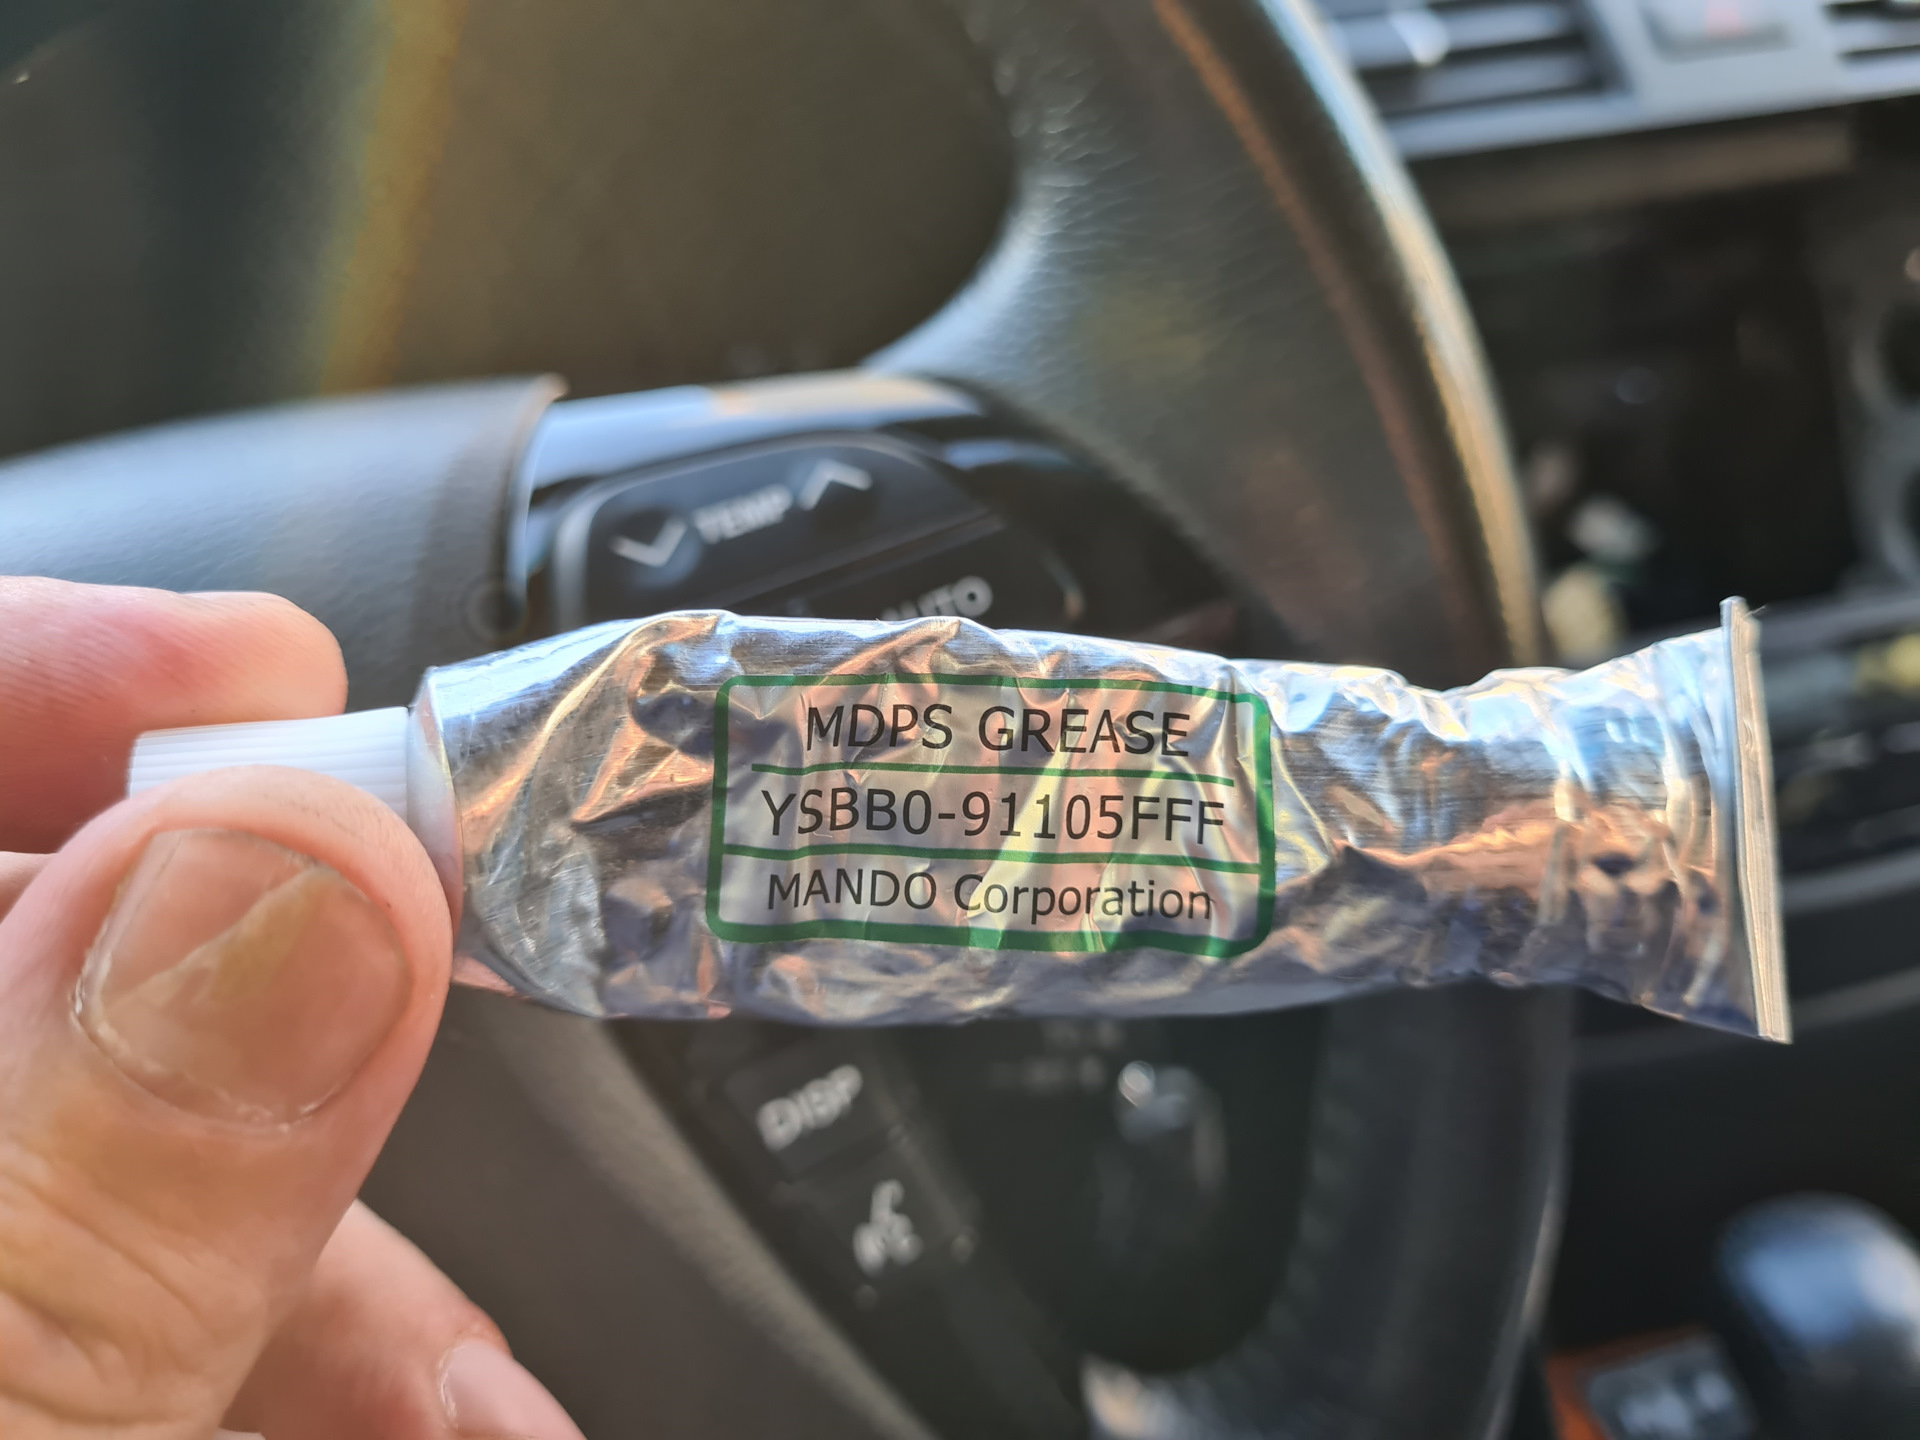 TEMP
AUTO
MDPS GREASE
YSBB0-91105FFF
MANDO Corporation
DISP